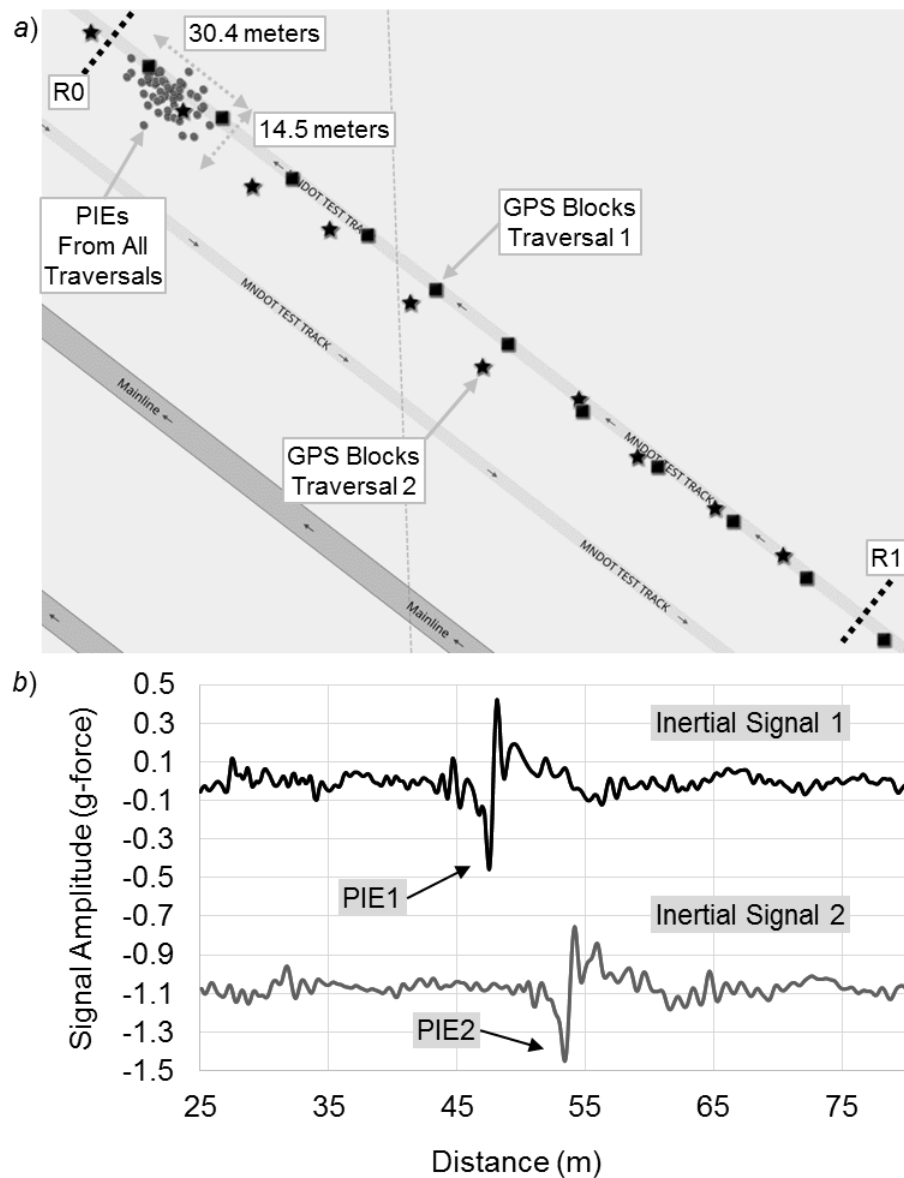 a)
30.4 meters
R0
14.5 meters
PIEs
From All
Traversals
GPS Blocks
Traversal 1
MNDOT TEST TRAC
MNDOT TEST TRACK
Mainline
GPS Blocks
Traversal 2
MNDOT TEST TRACK
MNDOT TEST TRACK
R1
Mainline
b)
Signal Amplitude (g-force)
0.5
0.3
0.1
-0.1
-0.3
-0.5
-0.7
-0.9
-1.1
-1.3
-1.5
Inertial Signal 1
PIE1
Inertial Signal 2
PIE2
25
35
45
55
65
75
Distance (m)